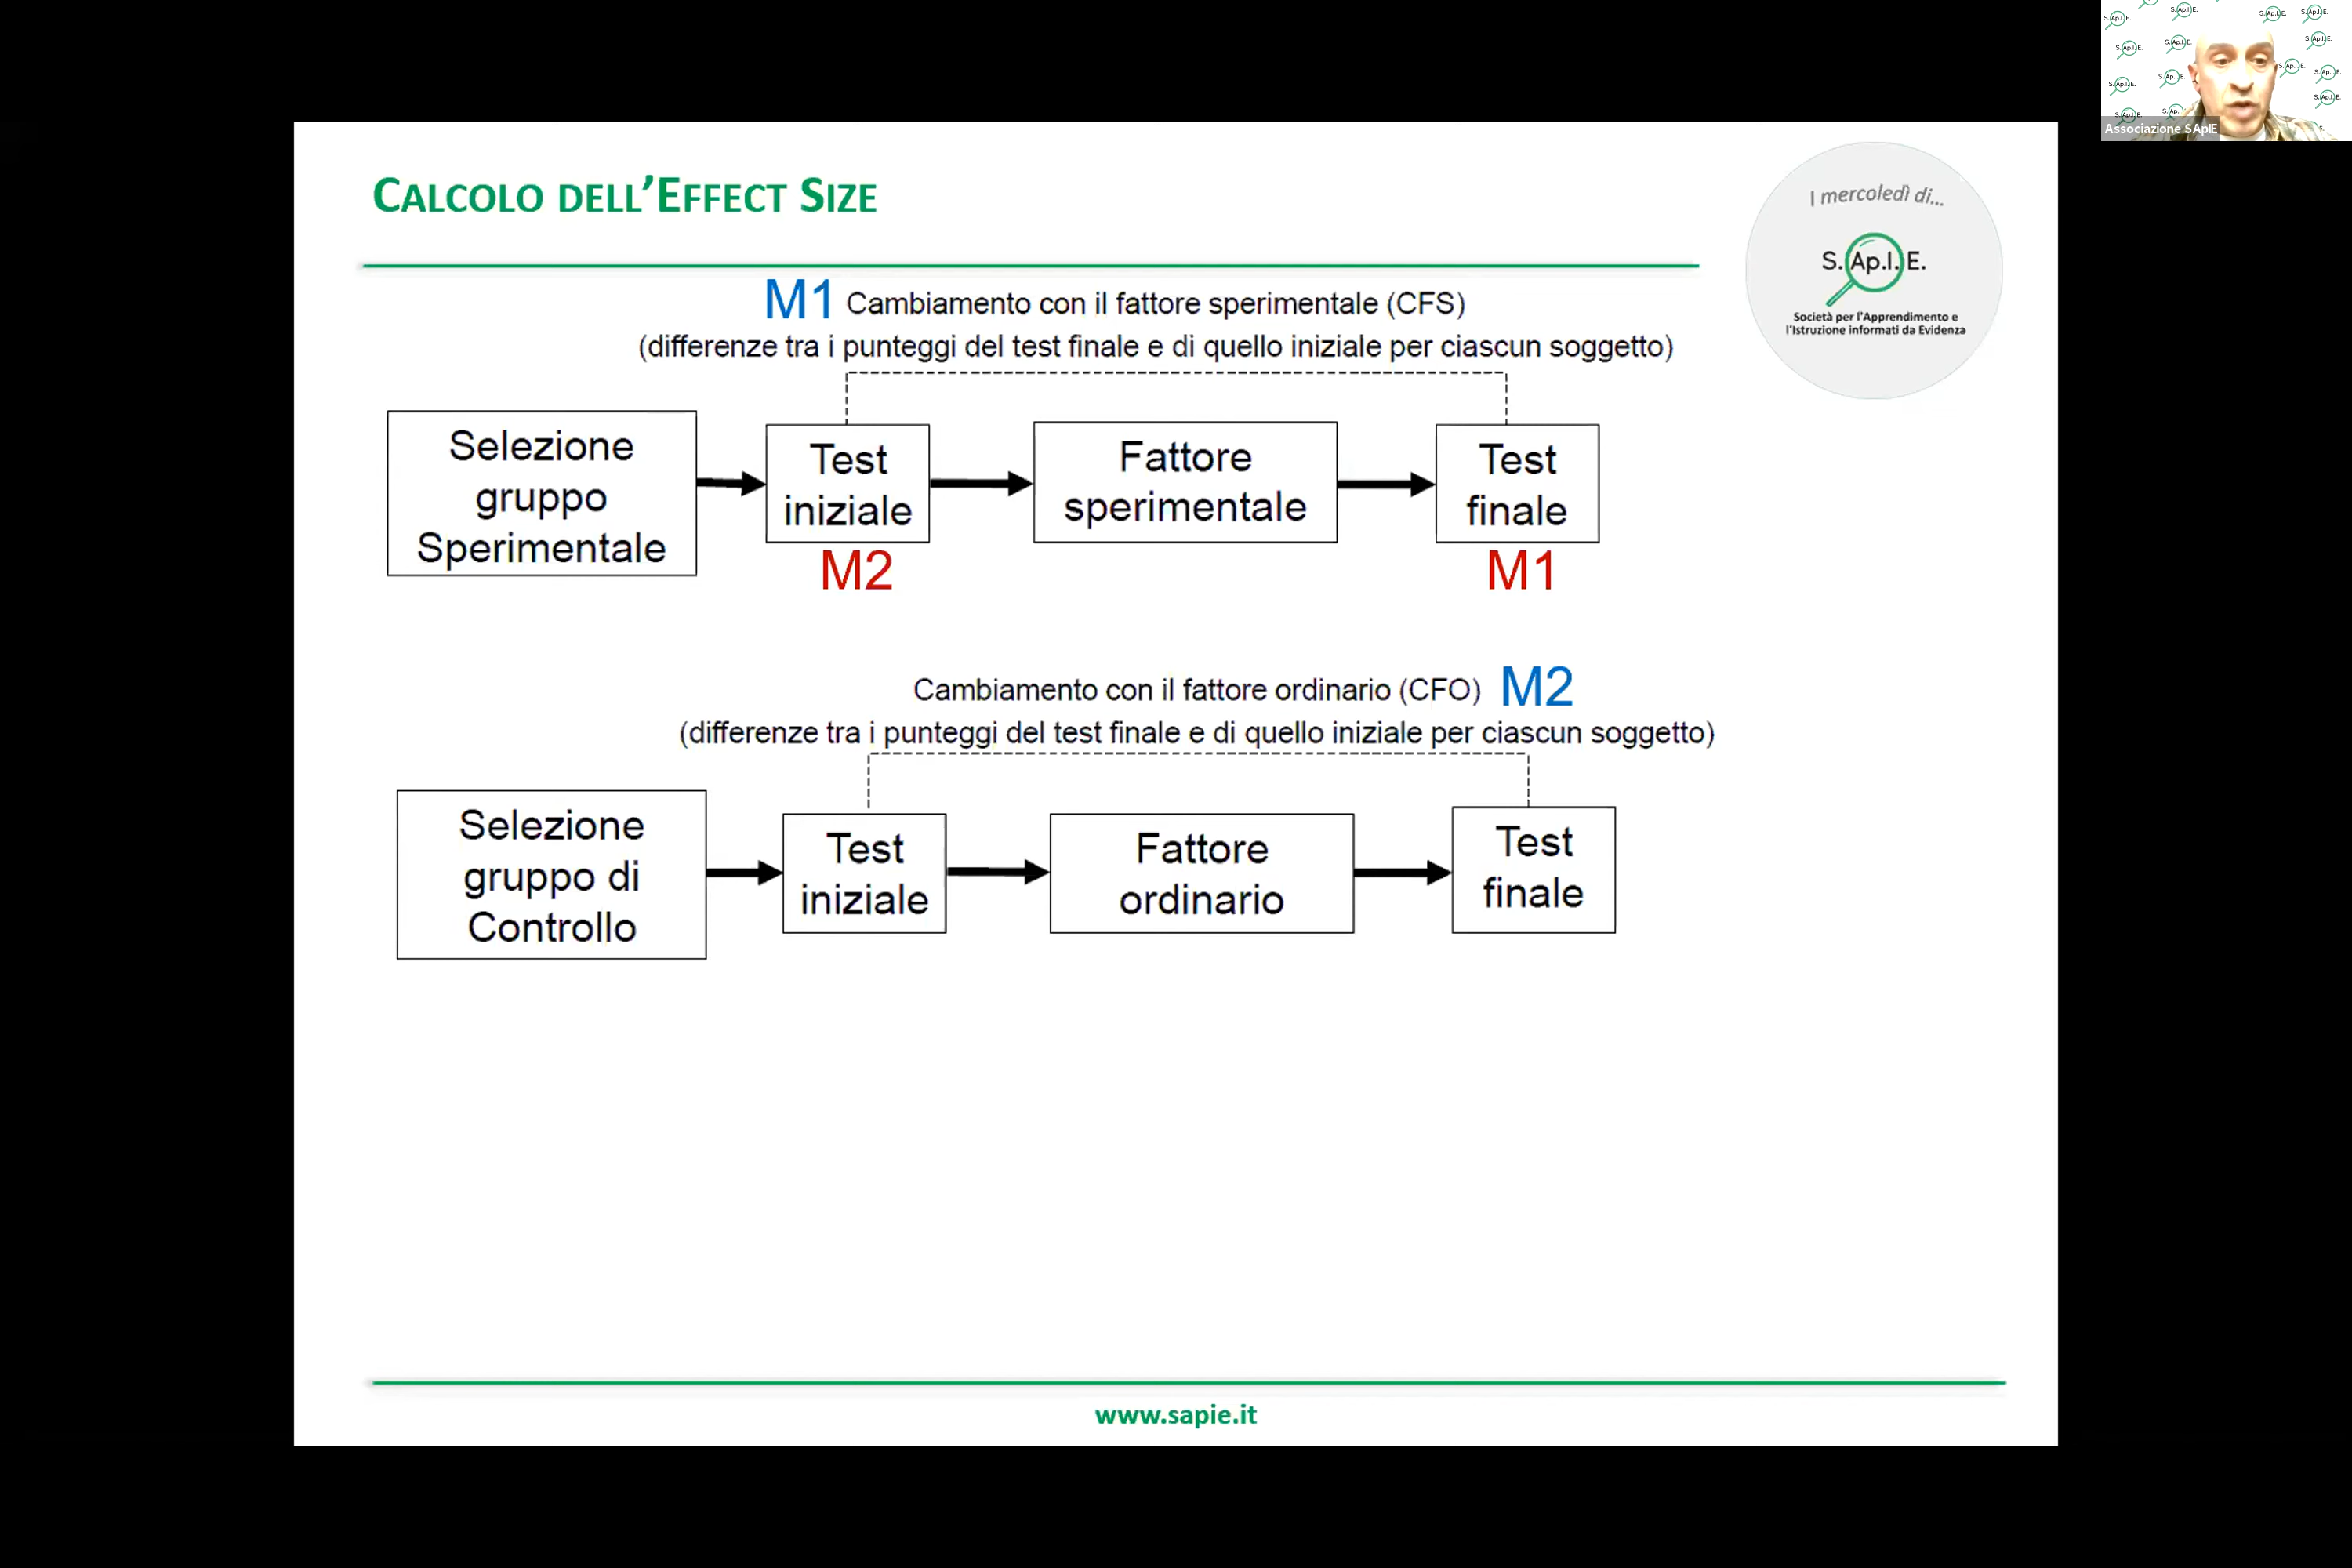 CALCOLO DELL'EFFECT SIZE
I mercoledì di...
S.Ap.I.E.
Società per l'Apprendimento e
l'Istruzione informati da Evidenza
M1 Cambiamento con il fattore sperimentale (CFS)
(differenze tra i punteggi del test finale e di quello iniziale per ciascun soggetto)
Selezione
gruppo
Sperimentale
Test
iniziale
Fattore
sperimentale
Test
finale
M2
M1
Cambiamento con il fattore ordinario (CFO) M2
(differenze tra i punteggi del test finale e di quello iniziale per ciascun soggetto)
Selezione
gruppo di
Controllo
Test
iniziale
Fattore
ordinario
Test
finale
www.sapie.it
Associazione SApIE